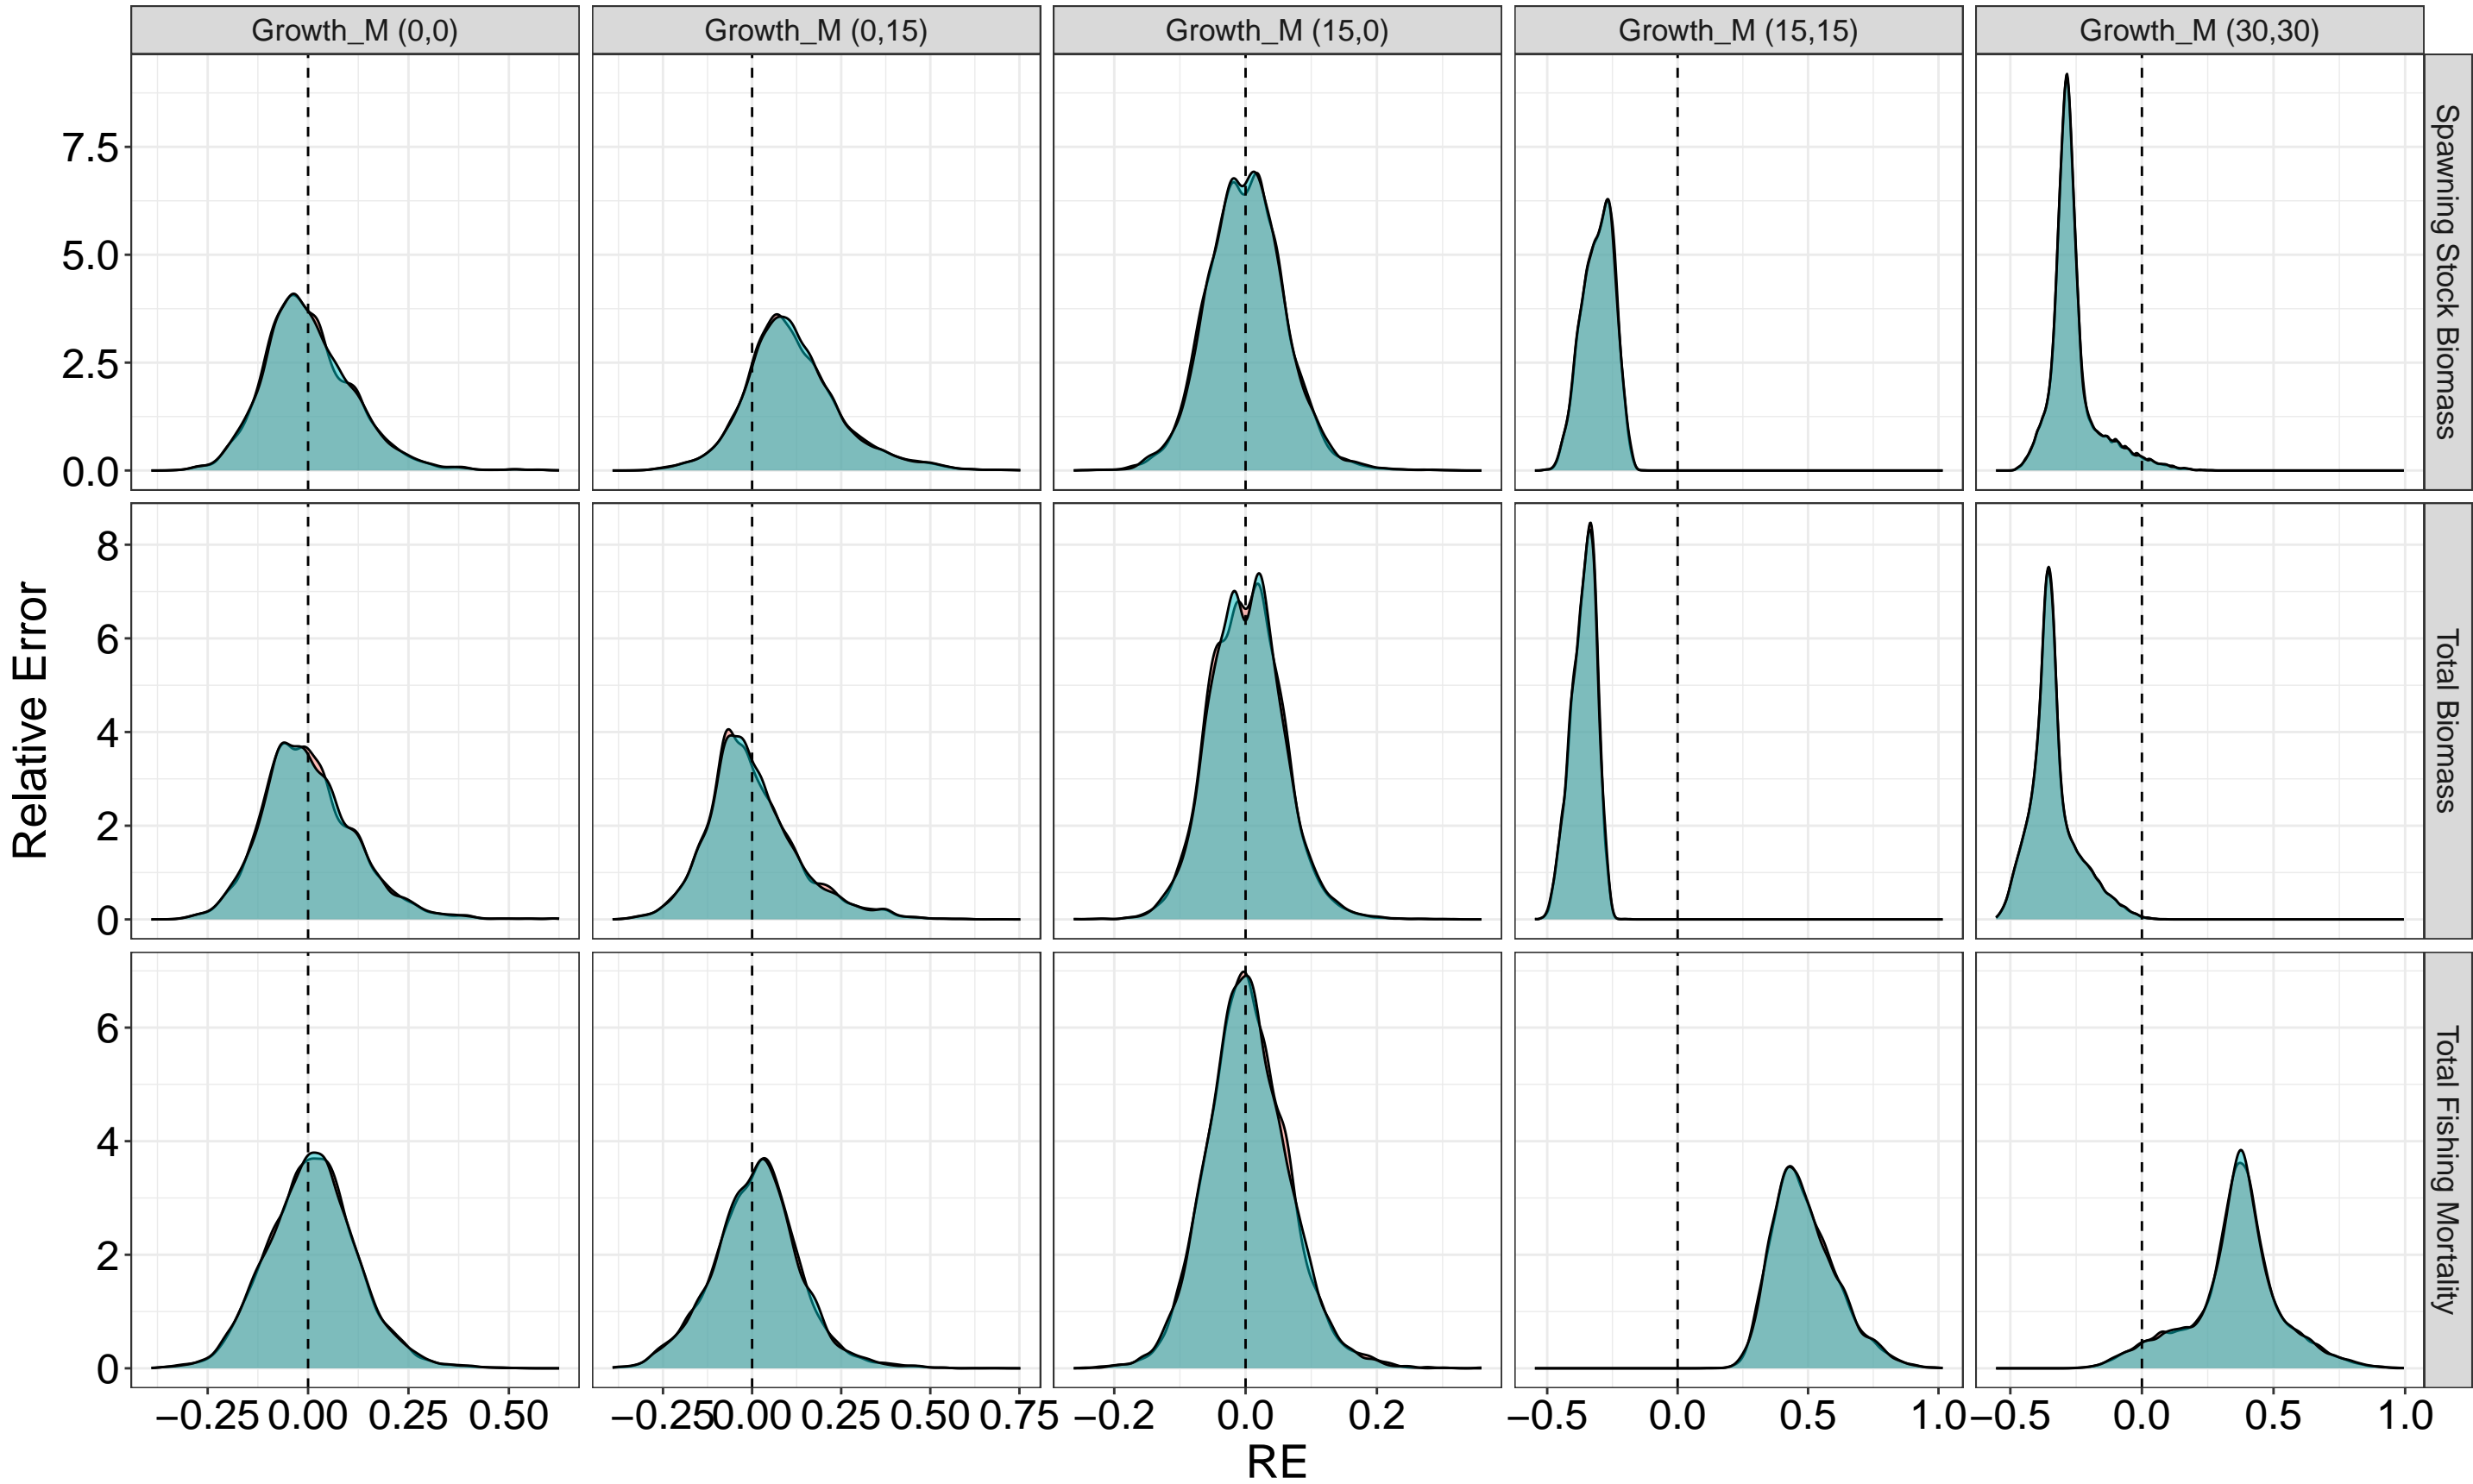 Growth_M (0,0) Growth_M (0,15) Growth_M (15,0) Growth_M (15,15) Growth_M (30,30)
7.5
5.0
2.5
0.0
Spawning Stock Biomass
Relative Error
8
6
4
2
0
Total Biomass
6
4
2
0
Total Fishing Mortality
−0.25 0.00 0.25 0.50 −0.25 0.00 0.25 0.50 0.75 −0.2 0.0 0.2 −0.5 0.0 0.5 1.0 −0.5 0.0 0.5 1.0
RE